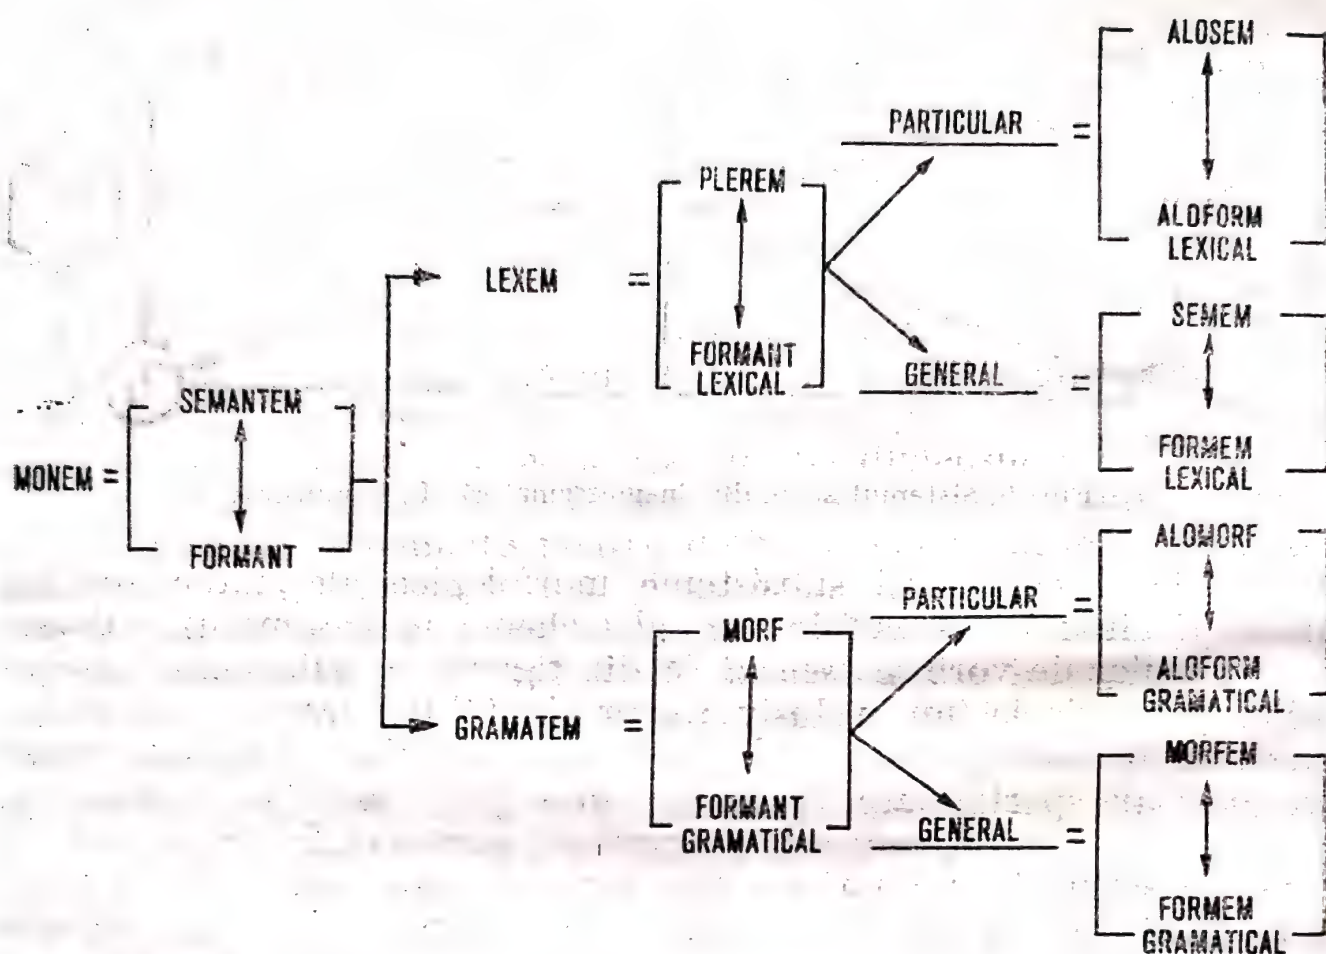 MONEM =
SEMANTEM
FORMANT
LEXEM =
PLEREM
FORMANT
LEXICAL
PARTICULAR =
ALOSEM
ALOFORM
LEXICAL
GENERAL =
SEMEM
FORMEM
LEXICAL
GRAMATEM =
MORF
FORMANT
GRAMATICAL
PARTICULAR =
ALOMORF
ALOFORM
GRAMATICAL
GENERAL =
MORFEM
FORMEM
GRAMATICAL